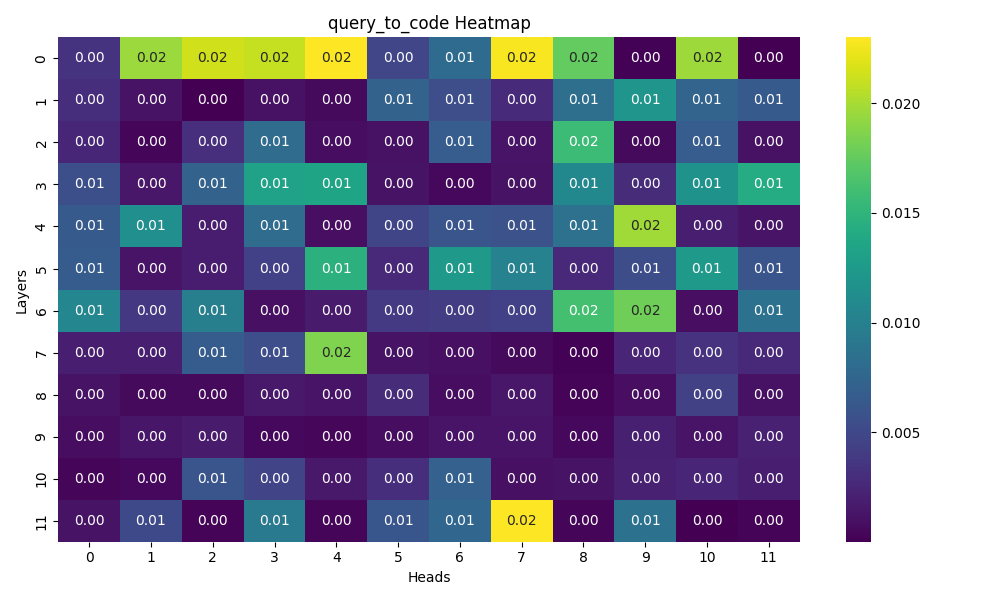 query_to_code Heatmap
0 0.00 0.02 0.02 0.02 0.02 0.00 0.01 0.02 0.02 0.00 0.02 0.00
1 0.00 0.00 0.00 0.00 0.00 0.01 0.01 0.00 0.01 0.01 0.01 0.01
2 0.00 0.00 0.00 0.01 0.00 0.00 0.01 0.00 0.02 0.00 0.01 0.00
3 0.01 0.00 0.01 0.01 0.01 0.00 0.00 0.00 0.01 0.00 0.01 0.01
4 0.01 0.01 0.00 0.01 0.00 0.00 0.01 0.01 0.01 0.02 0.00 0.00
5 0.01 0.00 0.00 0.00 0.01 0.00 0.01 0.01 0.00 0.01 0.01 0.01
6 0.01 0.00 0.01 0.00 0.00 0.00 0.00 0.00 0.02 0.02 0.00 0.01
7 0.00 0.00 0.01 0.01 0.02 0.00 0.00 0.00 0.00 0.00 0.00 0.00
8 0.00 0.00 0.00 0.00 0.00 0.00 0.00 0.00 0.00 0.00 0.00 0.00
9 0.00 0.00 0.00 0.00 0.00 0.00 0.00 0.00 0.00 0.00 0.00 0.00
10 0.00 0.00 0.01 0.00 0.00 0.00 0.01 0.00 0.00 0.00 0.00 0.00
11 0.00 0.01 0.00 0.01 0.00 0.01 0.01 0.02 0.00 0.01 0.00 0.00
0 1 2 3 4 5 6 7 8 9 10 11
Heads
Layers
0.020
0.015
0.010
0.005